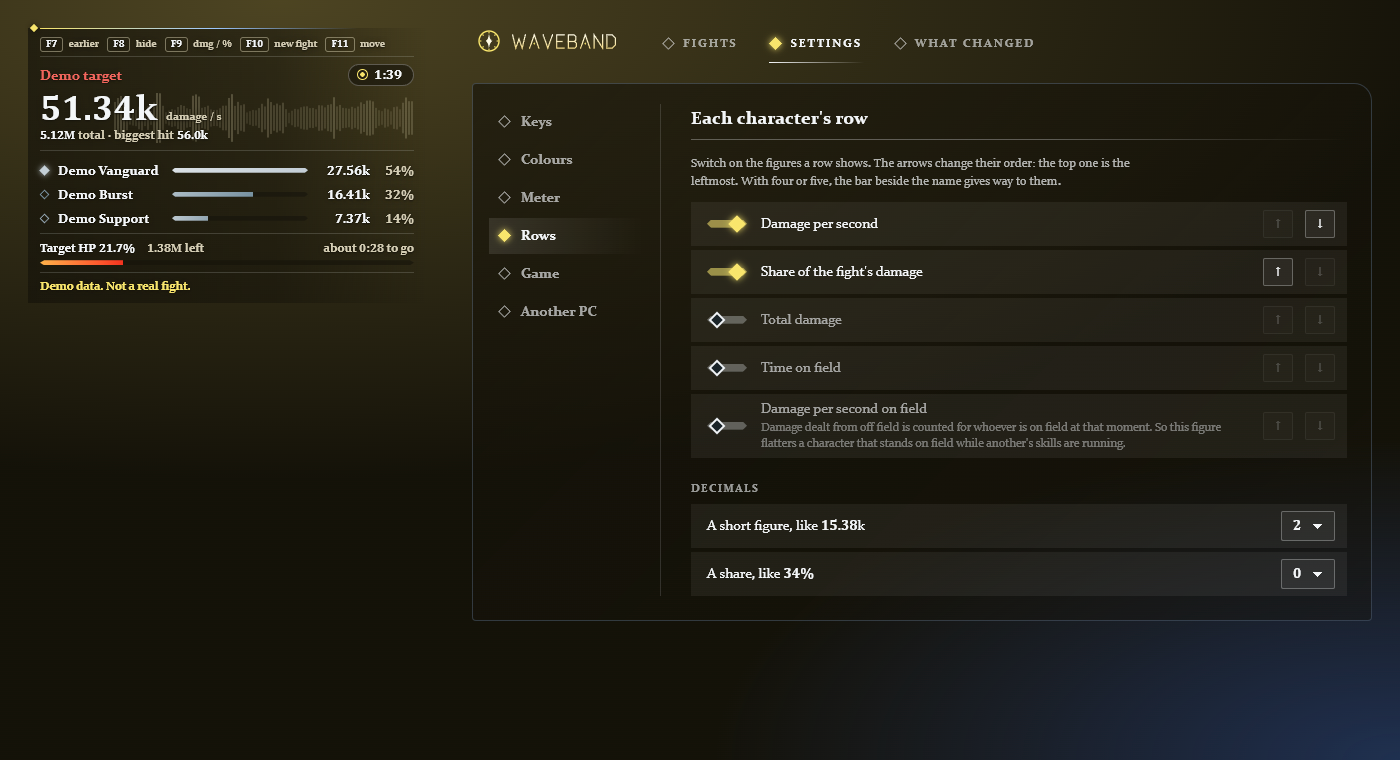 F7 earlier F8 hide F9 dmg / % F10 new fight F11 move
Demo target 1:39
51.34k damage / s
5.12M total · biggest hit 56.0k
Demo Vanguard 27.56k 54%
Demo Burst 16.41k 32%
Demo Support 7.37k 14%
Target HP 21.7% 1.38M left about 0:28 to go
Demo data. Not a real fight.
WAVEBAND FIGHTS SETTINGS WHAT CHANGED
Keys
Colours
Meter
Rows
Game
Another PC
Each character's row
Switch on the figures a row shows. The arrows change their order: the top one is the
leftmost. With four or five, the bar beside the name gives way to them.
Damage per second ↑ ↓
Share of the fight's damage ↑ ↓
Total damage ↑ ↓
Time on field ↑ ↓
Damage per second on field
Damage dealt from off field is counted for whoever is on field at that moment. So this figure
flatters a character that stands on field while another's skills are running.
↑ ↓
DECIMALS
A short figure, like 15.38k 2
A share, like 34% 0